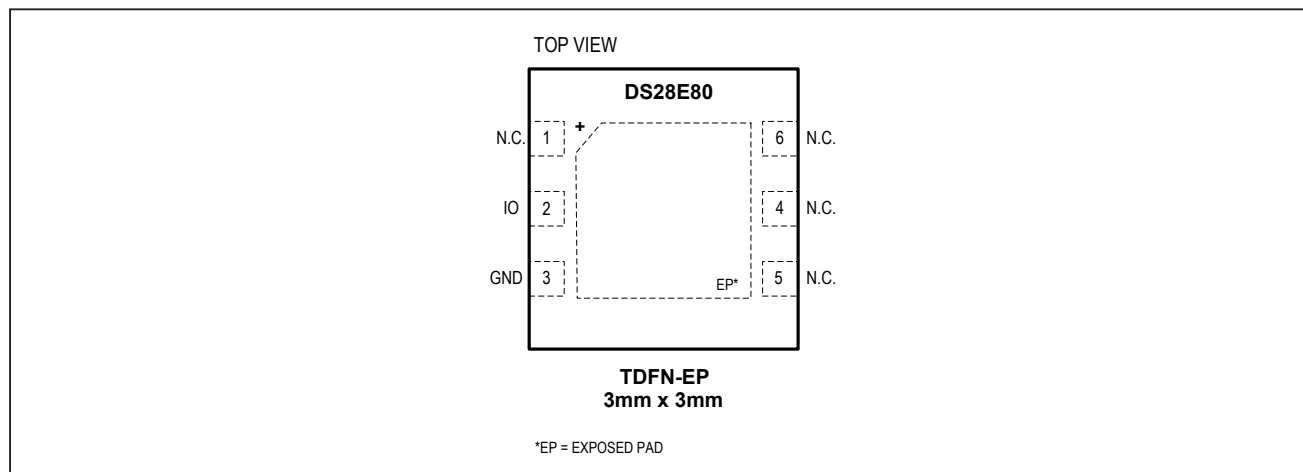 TOP VIEW
DS28E80
N.C. 1 + 6 N.C.
IO 2 4 N.C.
GND 3 EP* 5 N.C.
TDFN-EP
3mm x 3mm
*EP = EXPOSED PAD